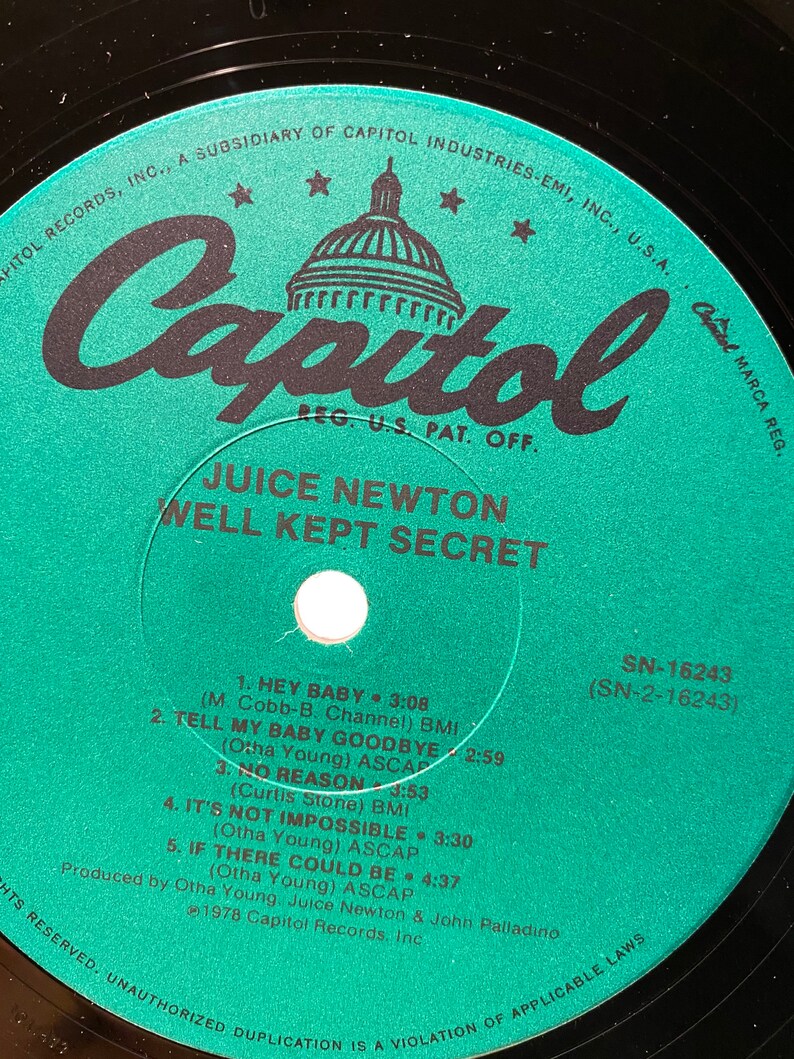 APITOL RECORDS, INC., A SUBSIDIARY OF CAPITOL INDUSTRIES-EMI, INC., U.S.A. . Capitol MARCA REG.
Capitol
REG. U.S. PAT. OFF.
JUICE NEWTON
WELL KEPT SECRET
SN-16243
(SN-2-16243)
1. HEY BABY • 3:08
(M. Cobb-B. Channel) BMI
2. TELL MY BABY GOODBYE • 2:59
(Otha Young) ASCAP
3. NO REASON • 3:53
(Curtis Stone) BMI
4. IT'S NOT IMPOSSIBLE • 3:30
(Otha Young) ASCAP
5. IF THERE COULD BE • 4:37
(Otha Young) ASCAP
Produced by Otha Young, Juice Newton & John Palladino
℗1978 Capitol Records, Inc
GHTS RESERVED. UNAUTHORIZED DUPLICATION IS A VIOLATION OF APPLICABLE LAWS